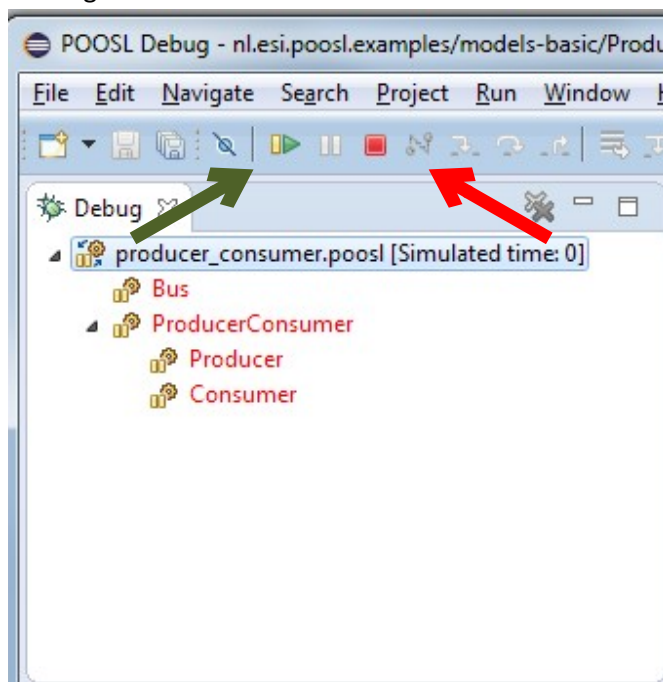 POOSL Debug - nl.esi.poosl.examples/models-basic/Produ
File Edit Navigate Search Project Run Window
Debug
producer_consumer.poosl [Simulated time: 0]
Bus
ProducerConsumer
Producer
Consumer